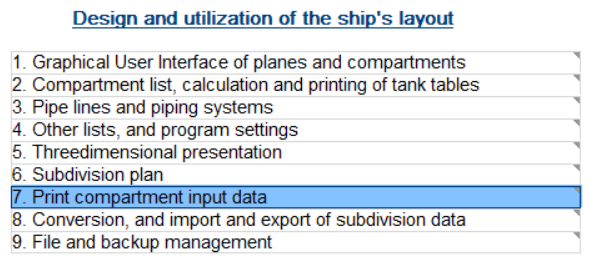 Design and utilization of the ship's layout
1. Graphical User Interface of planes and compartments
2. Compartment list, calculation and printing of tank tables
3. Pipe lines and piping systems
4. Other lists, and program settings
5. Threedimensional presentation
6. Subdivision plan
7. Print compartment input data
8. Conversion, and import and export of subdivision data
9. File and backup management